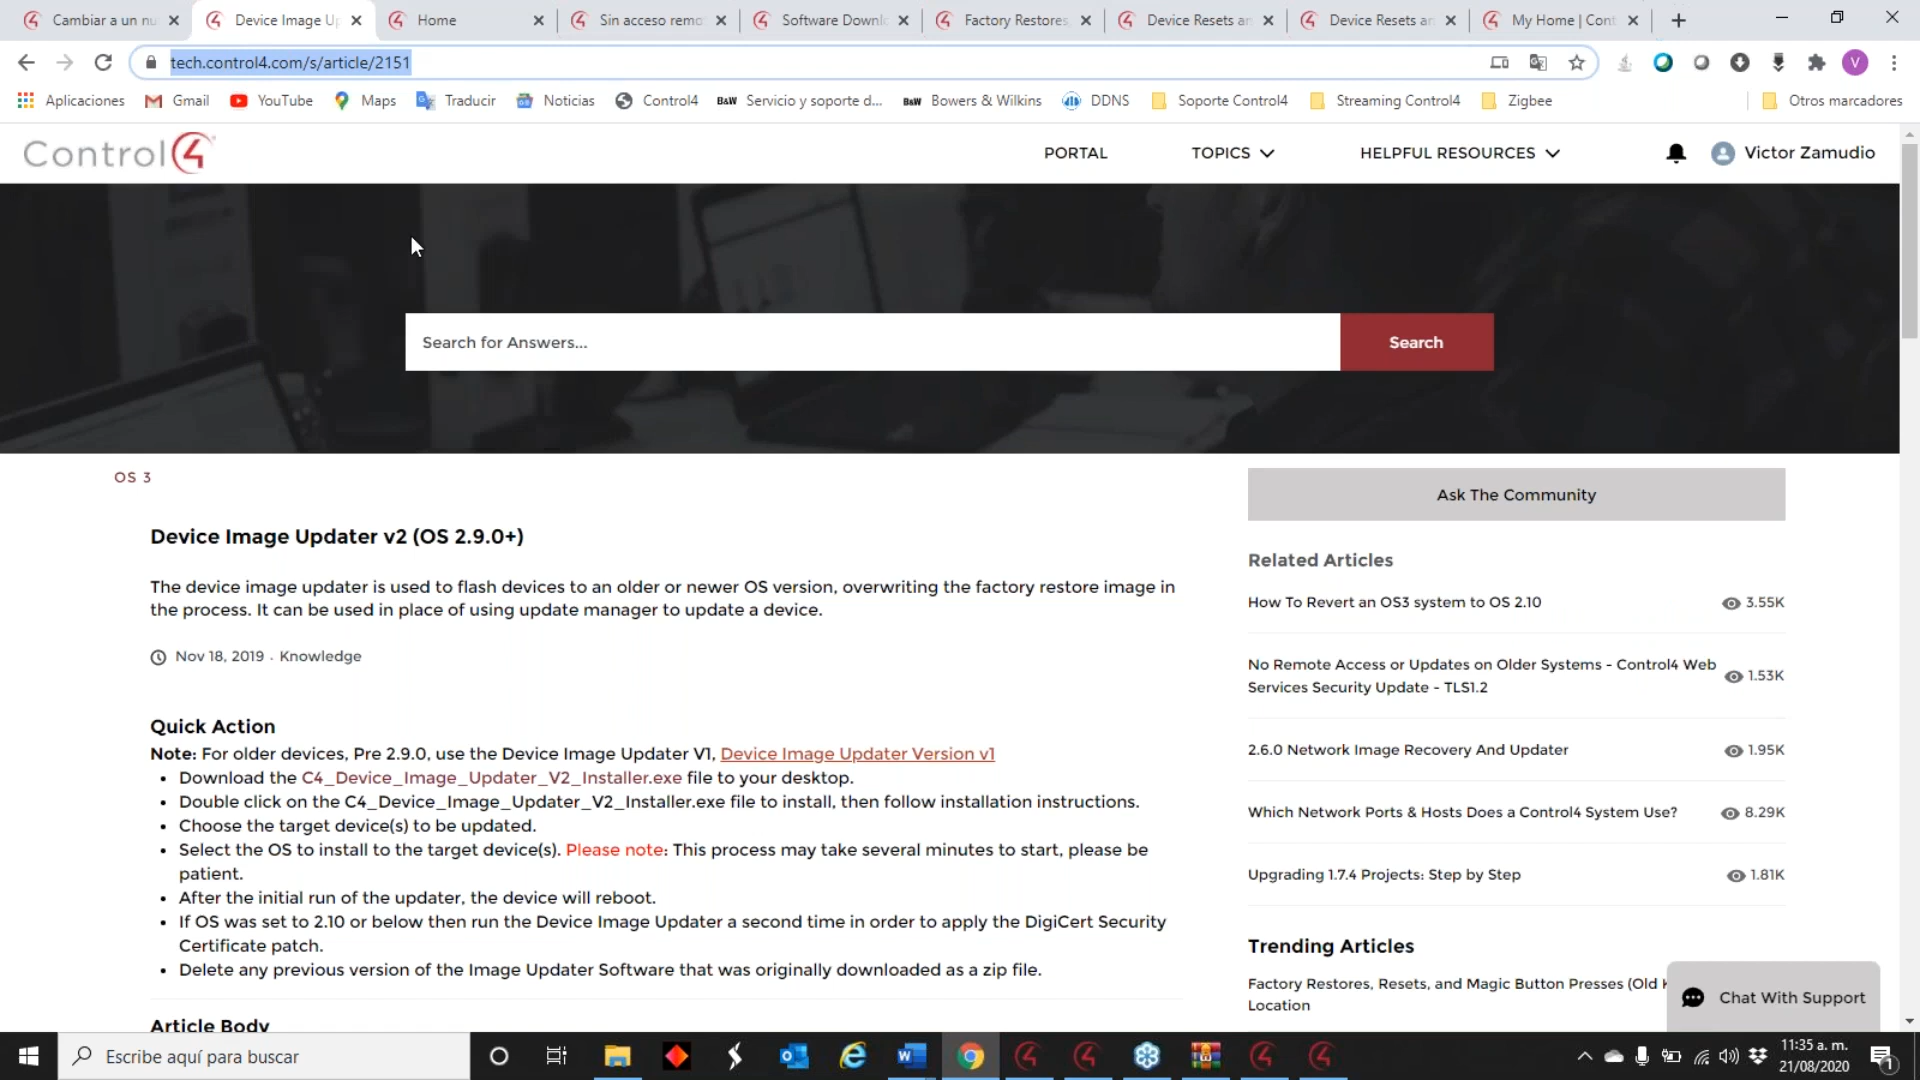 Cambiar a un nu
Device Image Up
Home
Sin acceso remo
Software Downl
Factory Restores,
Device Resets an
Device Resets an
My Home | Cont
tech.control4.com/s/article/2151
V
Aplicaciones
Gmail
YouTube
Maps
Traducir
Noticias
Control4
B&W Servicio y soporte d...
B&W Bowers & Wilkins
DDNS
Soporte Control4
Streaming Control4
Zigbee
Otros marcadores
Control4
PORTAL
TOPICS
HELPFUL RESOURCES
Victor Zamudio
Search for Answers...
Search
OS 3
Device Image Updater v2 (OS 2.9.0+)
The device image updater is used to flash devices to an older or newer OS version, overwriting the factory restore image in
the process. It can be used in place of using update manager to update a device.
Nov 18, 2019 . Knowledge
Quick Action
Note: For older devices, Pre 2.9.0, use the Device Image Updater V1, Device Image Updater Version v1
• Download the C4_Device_Image_Updater_V2_Installer.exe file to your desktop.
• Double click on the C4_Device_Image_Updater_V2_Installer.exe file to install, then follow installation instructions.
• Choose the target device(s) to be updated.
• Select the OS to install to the target device(s). Please note: This process may take several minutes to start, please be
patient.
• After the initial run of the updater, the device will reboot.
• If OS was set to 2.10 or below then run the Device Image Updater a second time in order to apply the DigiCert Security
Certificate patch.
• Delete any previous version of the Image Updater Software that was originally downloaded as a zip file.
Article Body
Ask The Community
Related Articles
How To Revert an OS3 system to OS 2.10
3.55K
No Remote Access or Updates on Older Systems - Control4 Web
Services Security Update - TLS1.2
1.53K
2.6.0 Network Image Recovery And Updater
1.95K
Which Network Ports & Hosts Does a Control4 System Use?
8.29K
Upgrading 1.7.4 Projects: Step by Step
1.81K
Trending Articles
Factory Restores, Resets, and Magic Button Presses (Old K
Location
Chat With Support
Escribe aquí para buscar
11:35 a. m.
21/08/2020
1